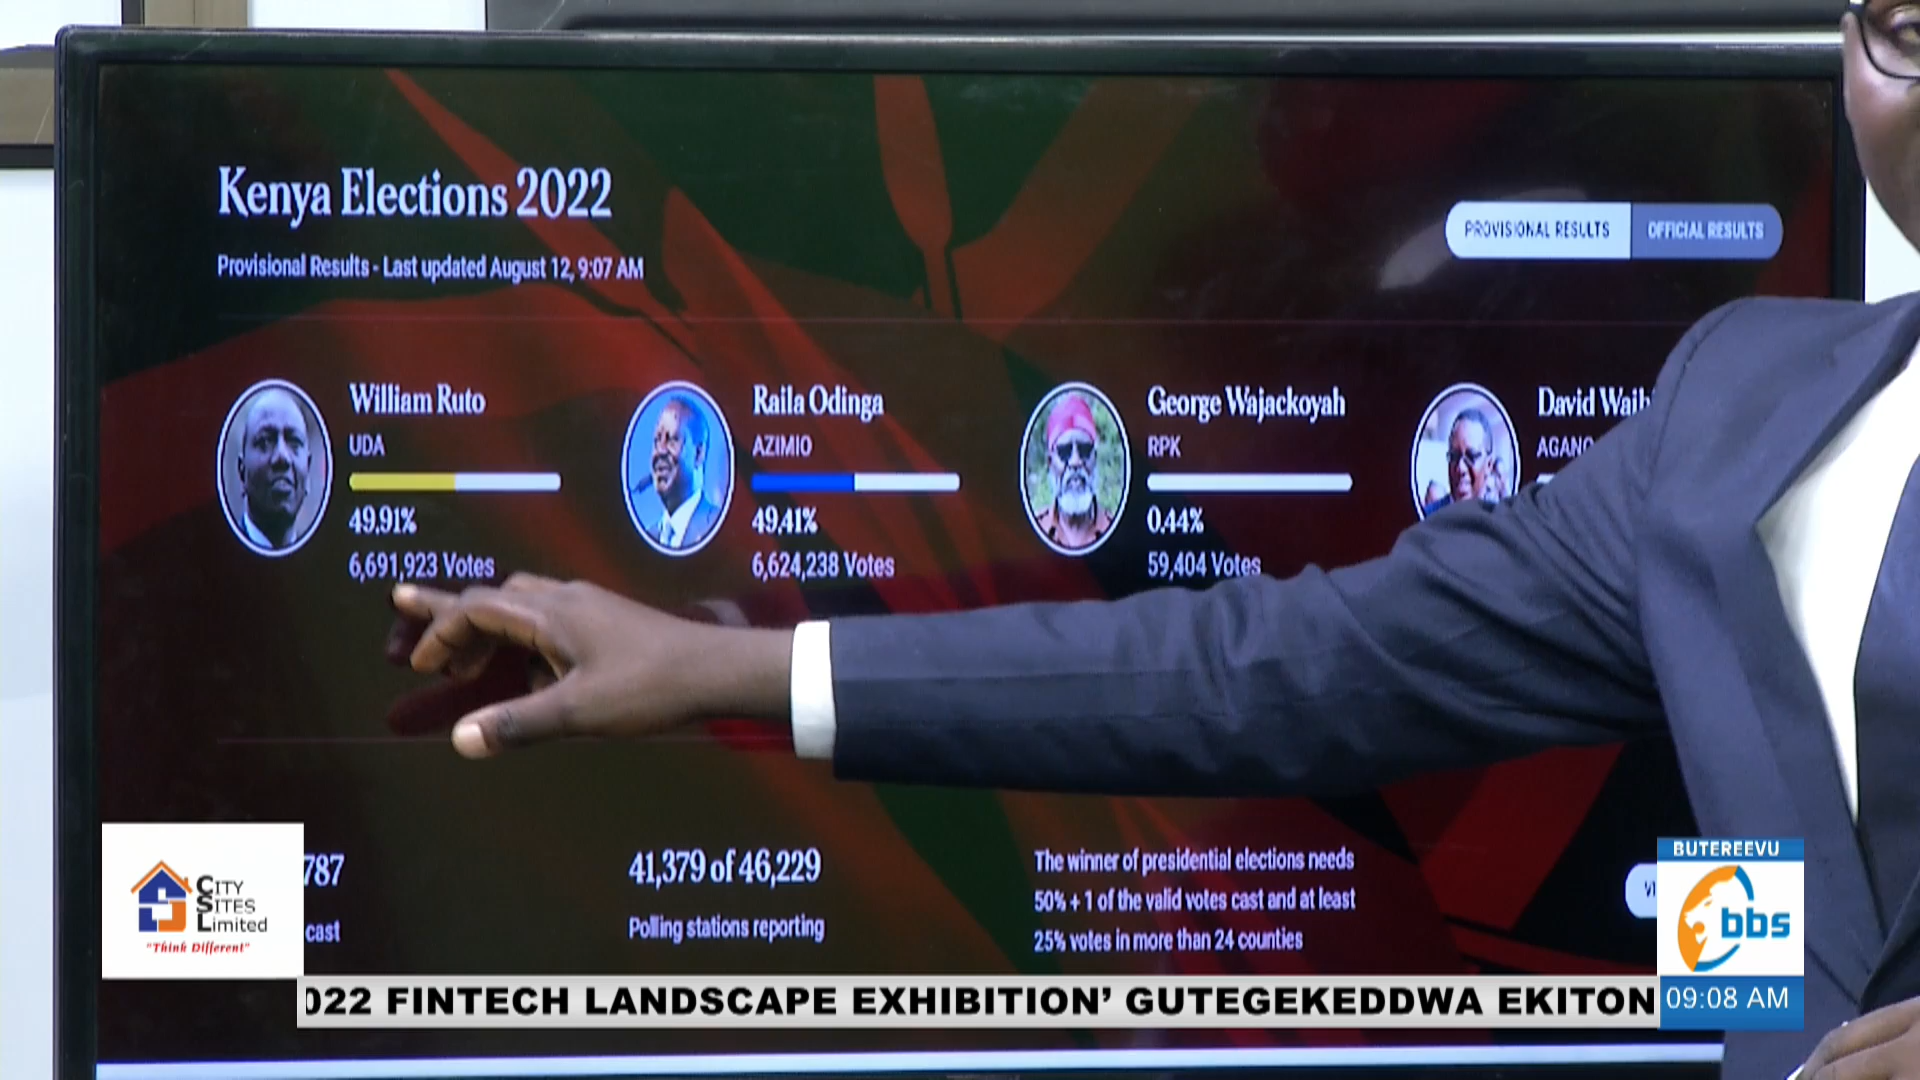 Kenya Elections 2022
Provisional Results - Last updated August 12, 9:07 AM
PROVISIONAL RESULTS
OFFICIAL RESULTS
William Ruto
UDA
49.91%
6,691,923 Votes
Raila Odinga
AZIMIO
49.41%
6,624,238 Votes
George Wajackoyah
RPK
0.44%
59,404 Votes
David
787
cast
41,379 of 46,229
Polling stations reporting
The winner of presidential elections needs
50% + 1 of the valid votes cast and at least
25% votes in more than 24 counties
CITY
SITES
Limited
"Think Different"
BUTEREEVU
bbs
09:08 AM
022 FINTECH LANDSCAPE EXHIBITION’ GUTEGEKEDDWA EKITON